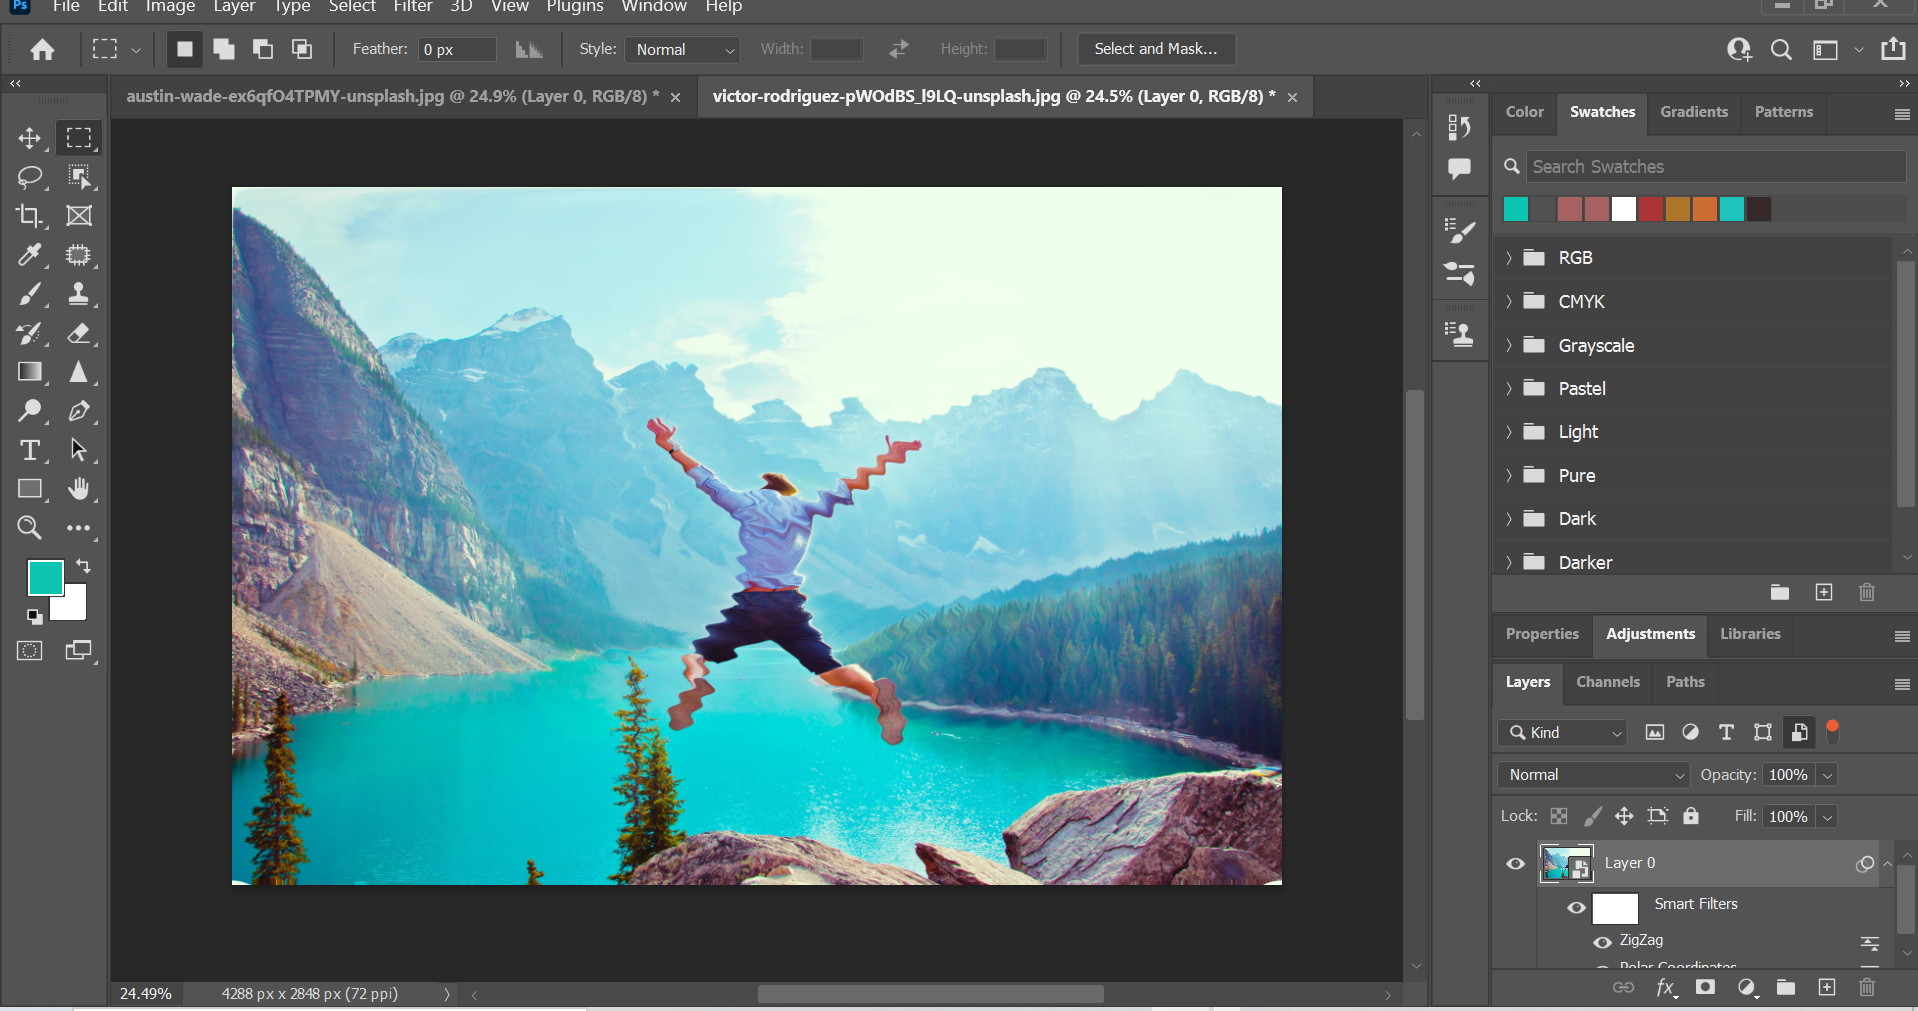 Ps File Edit Image Layer Type Select Filter 3D View Plugins Window Help
Feather: 0 px Style: Normal Width: Height: Select and Mask...
austin-wade-ex6qfO4TPMY-unsplash.jpg @ 24.9% (Layer 0, RGB/8) *
victor-rodriguez-pWOdBS_l9LQ-unsplash.jpg @ 24.5% (Layer 0, RGB/8) *
Color Swatches Gradients Patterns
Search Swatches
RGB
CMYK
Grayscale
Pastel
Light
Pure
Dark
Darker
Properties Adjustments Libraries
Layers Channels Paths
Kind
Normal Opacity: 100%
Lock: Fill: 100%
Layer 0
Smart Filters
ZigZag
Polar Coordinates
24.49% 4288 px x 2848 px (72 ppi)